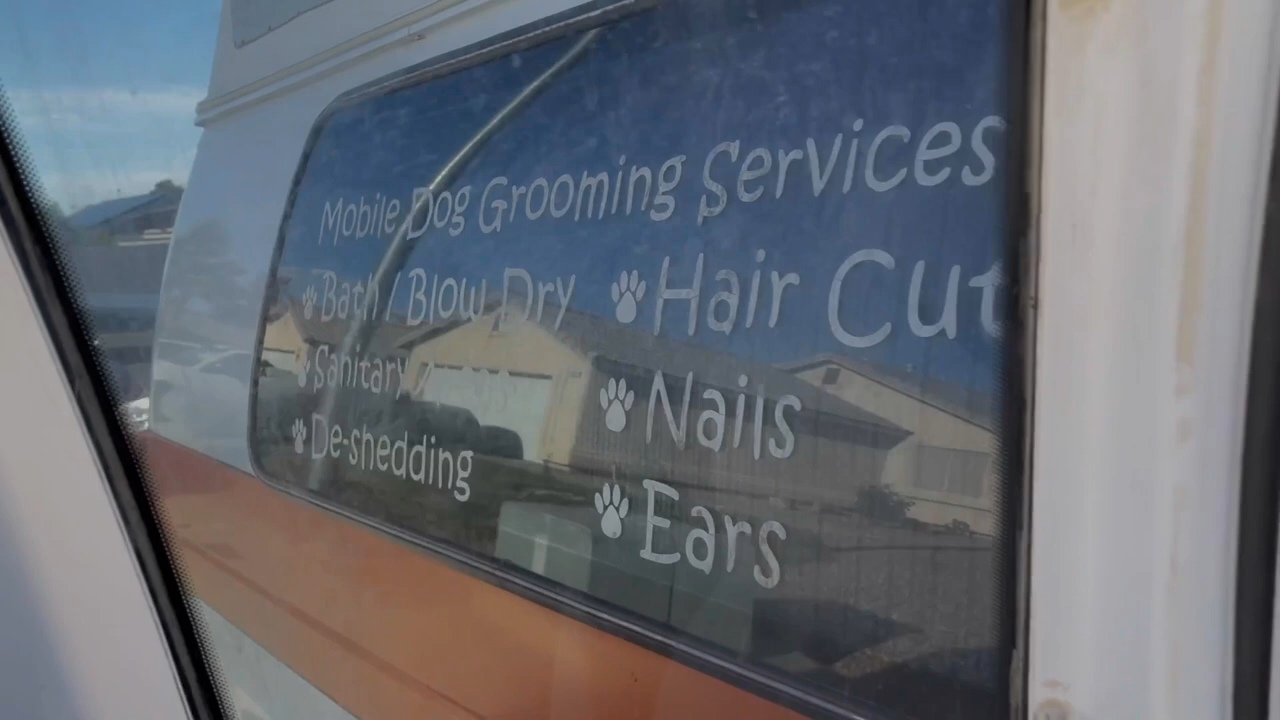 Mobile Dog Grooming Services
Bath / Blow Dry
Hair Cut
Sanitary
Nails
De-shedding
Ears